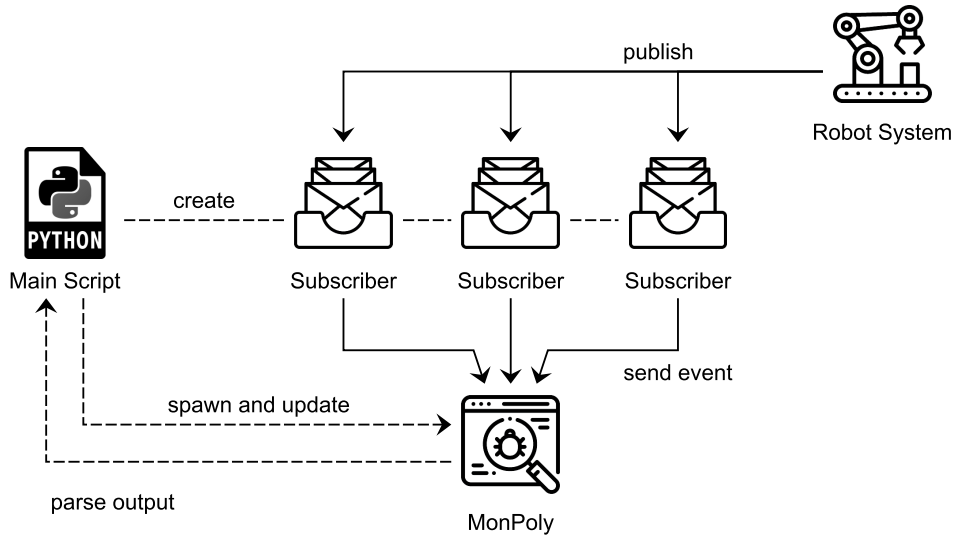 publish
Robot System
create
PYTHON
Main Script
Subscriber
Subscriber
Subscriber
send event
spawn and update
parse output
MonPoly